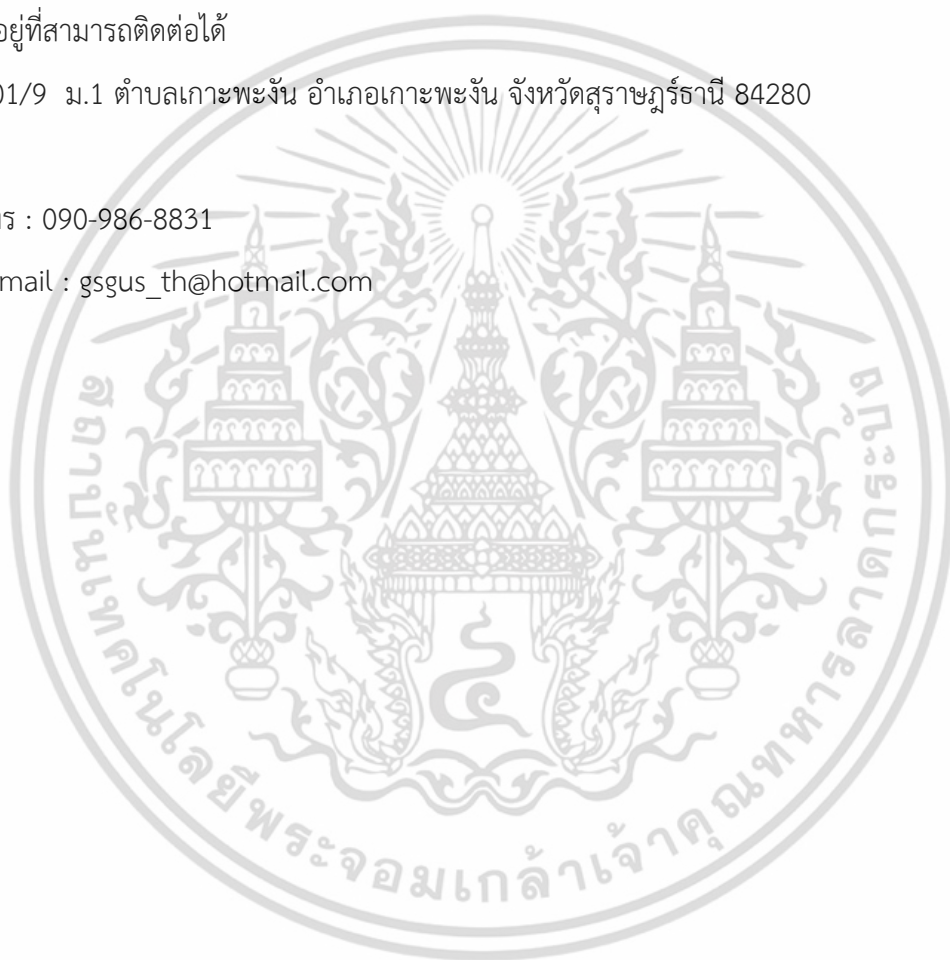 อยู่ที่สามารถติดต่อได้
01/9 ม.1 ตำบลเกาะพะงัน อำเภอเกาะพะงัน จังหวัดสุราษฎร์ธานี 84280
ร : 090-986-8831
mail : gsgus_th@hotmail.com
สถาบันเทคโนโลยีพระจอมเกล้าเจ้าคุณทหารลาดกระบัง